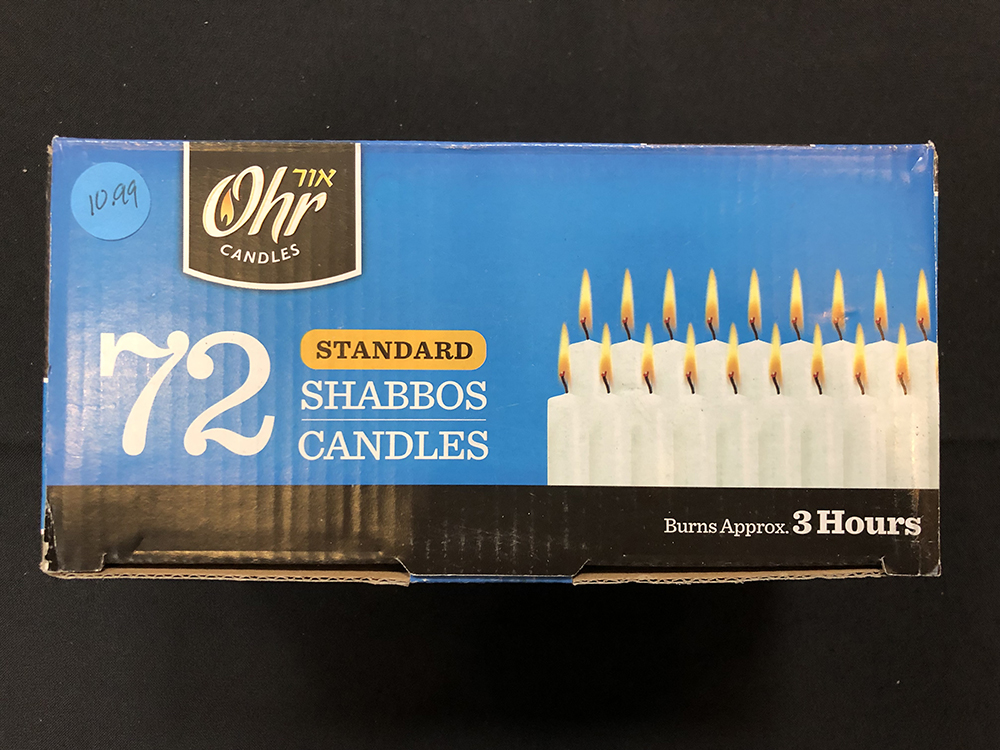 10.99
אור
Ohr
CANDLES
72
STANDARD
SHABBOS
CANDLES
Burns Approx. 3 Hours